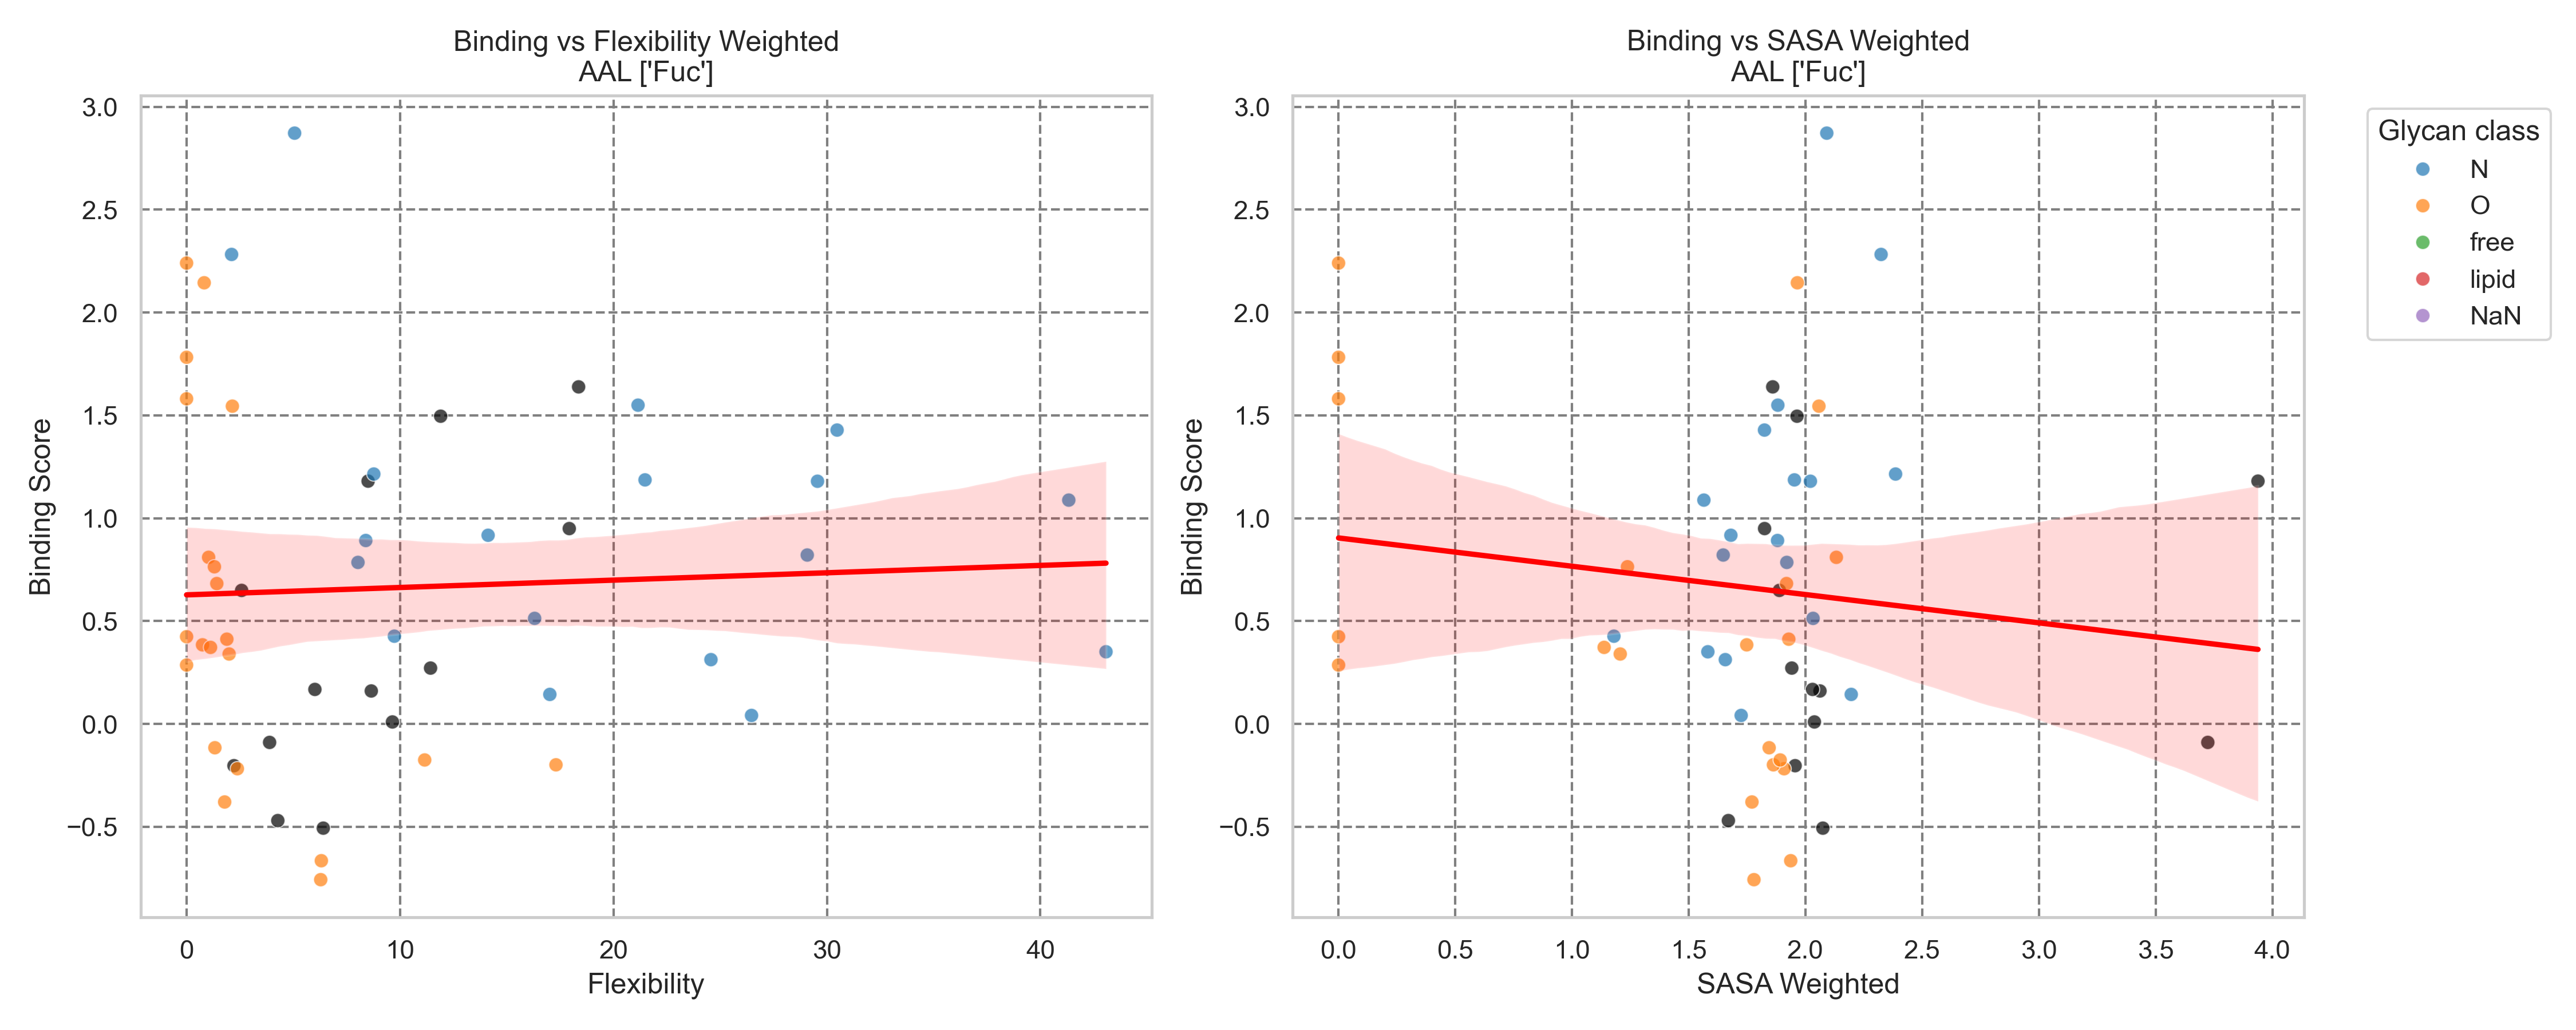 Binding vs Flexibility Weighted
AAL ['Fuc']
Binding Score
3.0
2.5
2.0
1.5
1.0
0.5
0.0
−0.5
0
10
20
30
40
Flexibility
Binding vs SASA Weighted
AAL ['Fuc']
Binding Score
3.0
2.5
2.0
1.5
1.0
0.5
0.0
−0.5
0.0
0.5
1.0
1.5
2.0
2.5
3.0
3.5
4.0
SASA Weighted
Glycan class
N
O
free
lipid
NaN